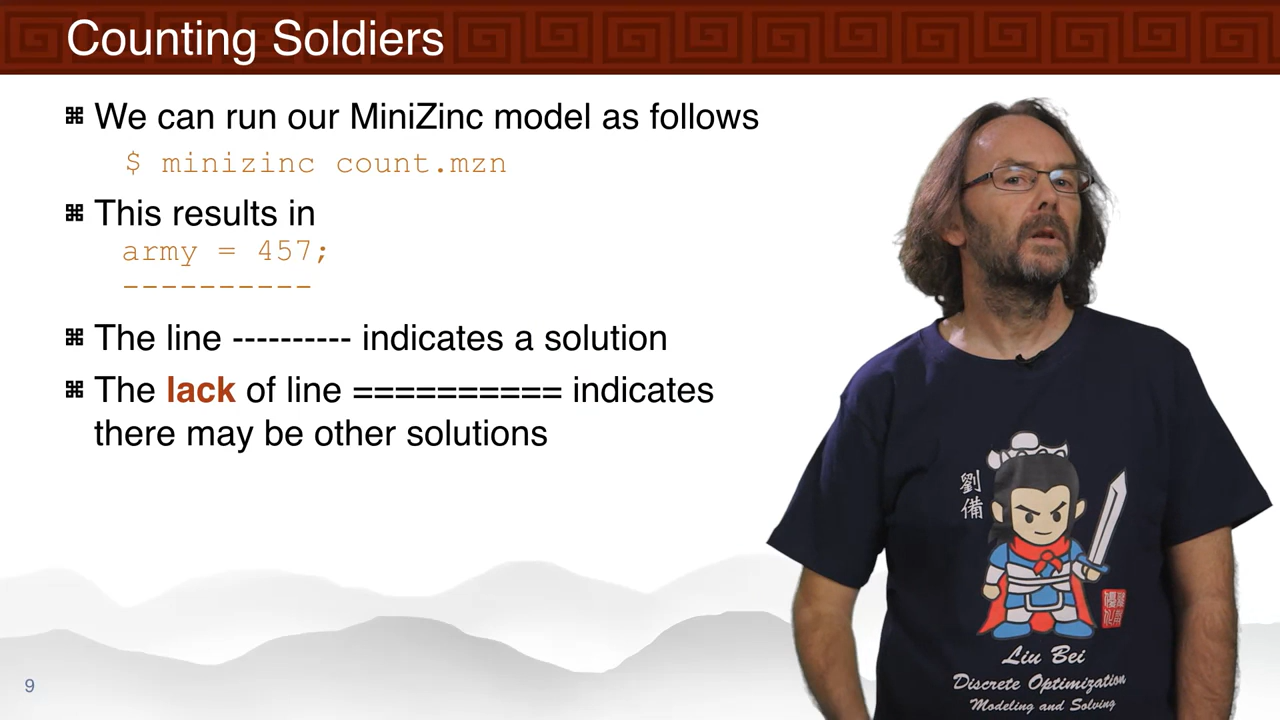 Counting Soldiers
⌘ We can run our MiniZinc model as follows
$ minizinc count.mzn
⌘ This results in
army = 457;
----------
⌘ The line ---------- indicates a solution
⌘ The lack of line ========== indicates
there may be other solutions
劉備
Liu Bei
Discrete Optimization
Modeling and Solving
9